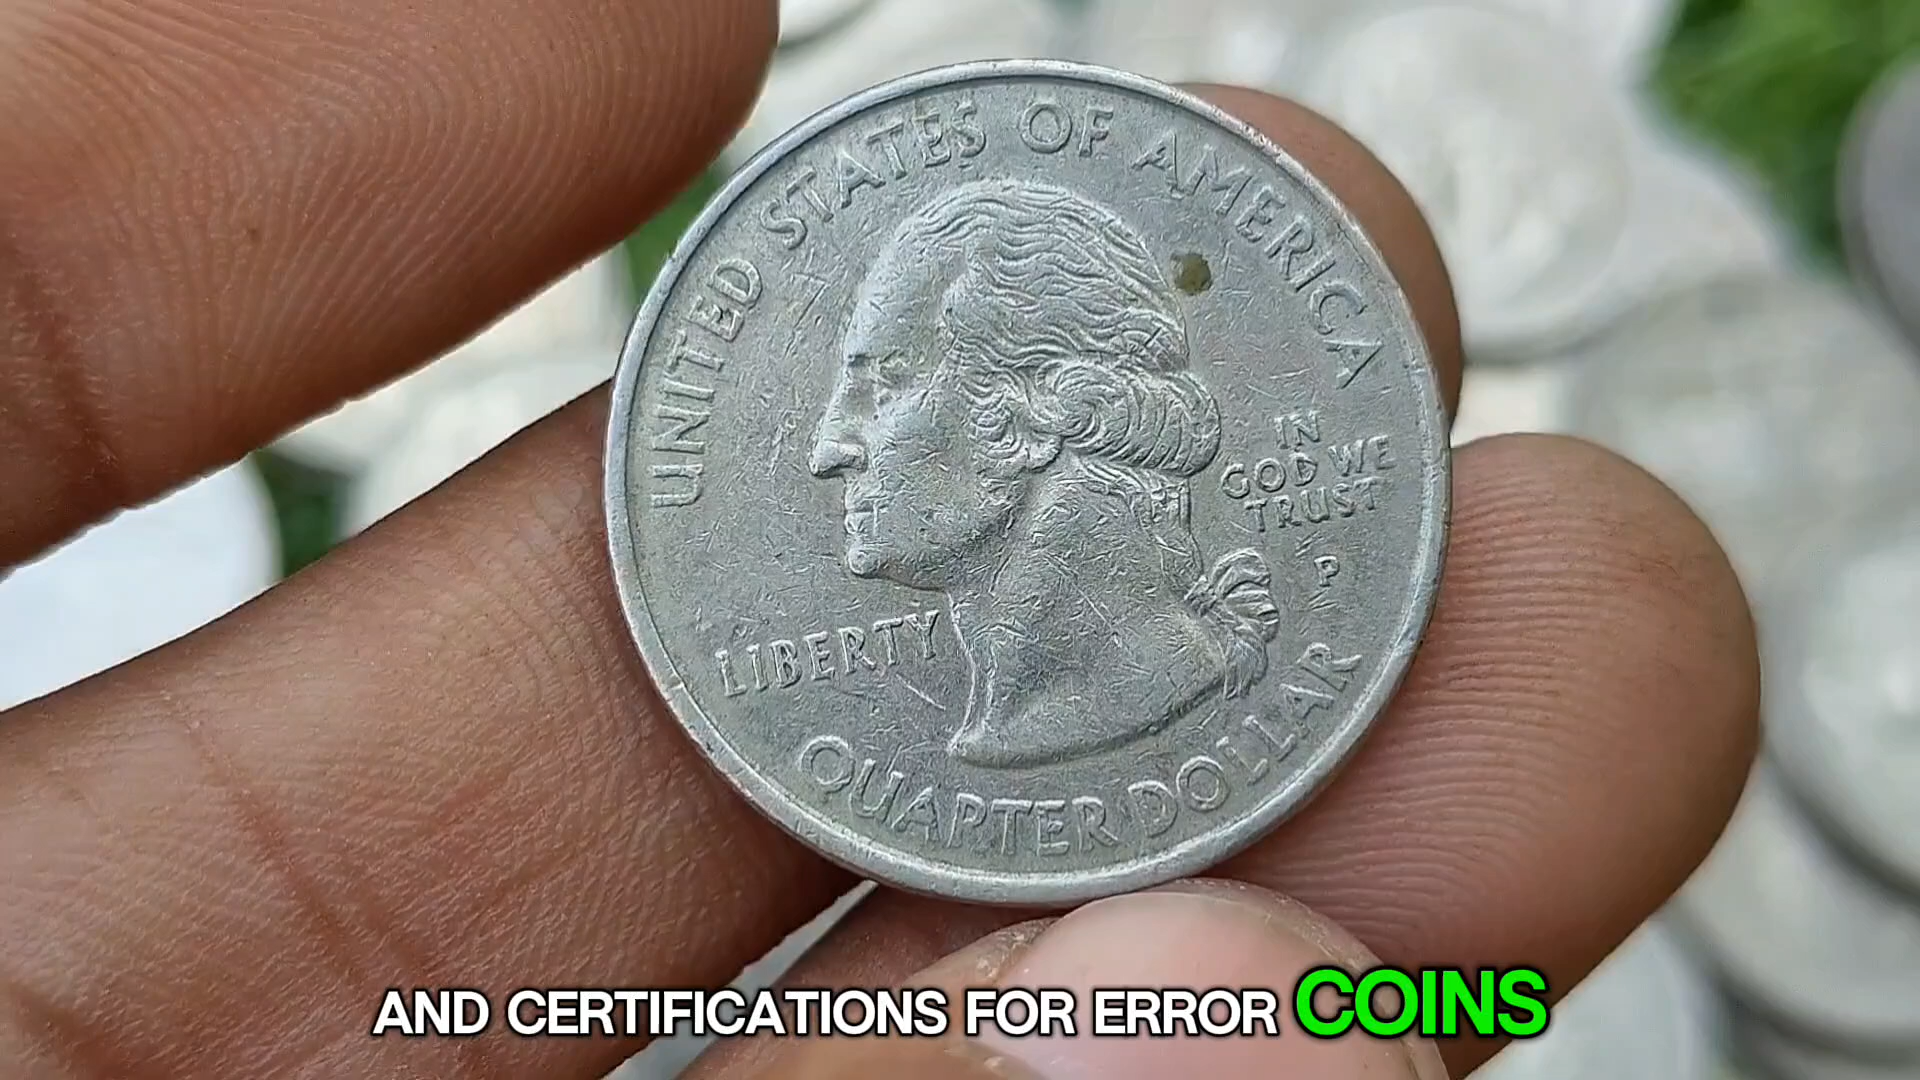 UNITED STATES OF AMERICA
IN
GOD WE
TRUST
P
LIBERTY
QUARTER DOLLAR
AND CERTIFICATIONS FOR ERROR COINS